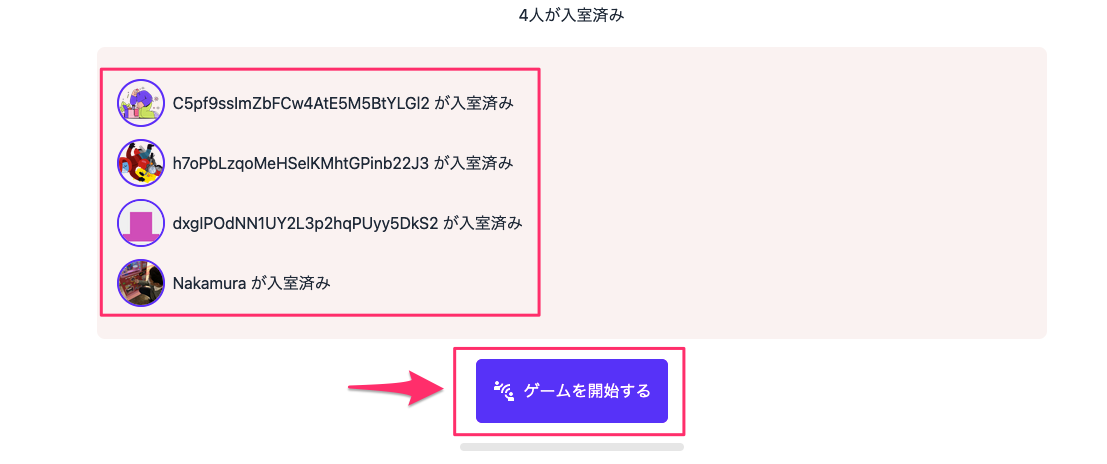 4人が入室済み
C5pf9ssImZbFCw4AtE5M5BtYLGl2 が入室済み
h7oPbLzqoMeHSelKMhtGPinb22J3 が入室済み
dxglPOdNN1UY2L3p2hqPUyy5DkS2 が入室済み
Nakamura が入室済み
ゲームを開始する